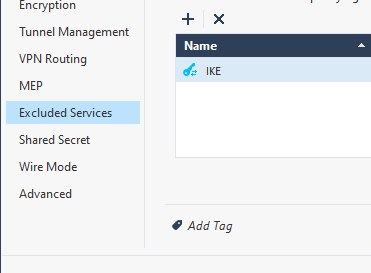 Encryption
Tunnel Management
VPN Routing
MEP
Excluded Services
Shared Secret
Wire Mode
Advanced
Name
IKE
Add Tag